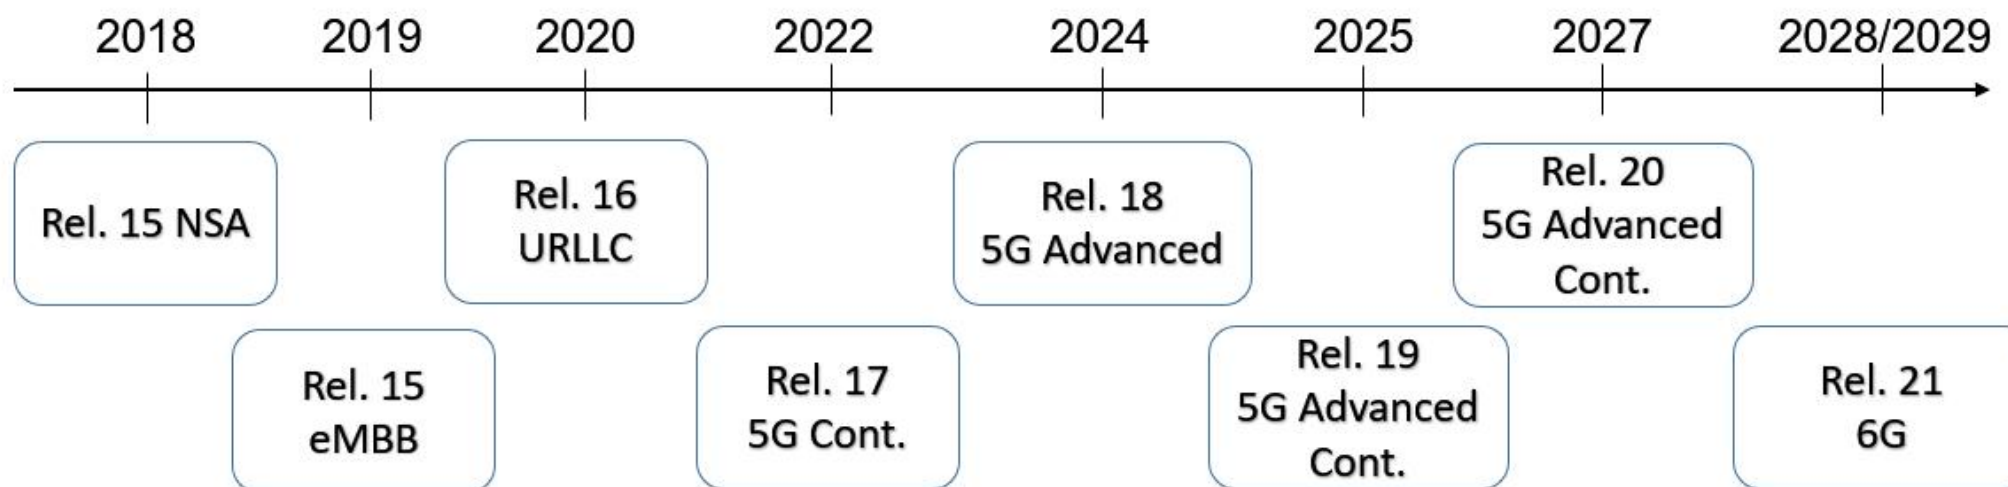 2018 2019 2020 2022 2024 2025 2027 2028/2029
Rel. 15 NSA
Rel. 15
eMBB
Rel. 16
URLLC
Rel. 17
5G Cont.
Rel. 18
5G Advanced
Rel. 19
5G Advanced
Cont.
Rel. 20
5G Advanced
Cont.
Rel. 21
6G